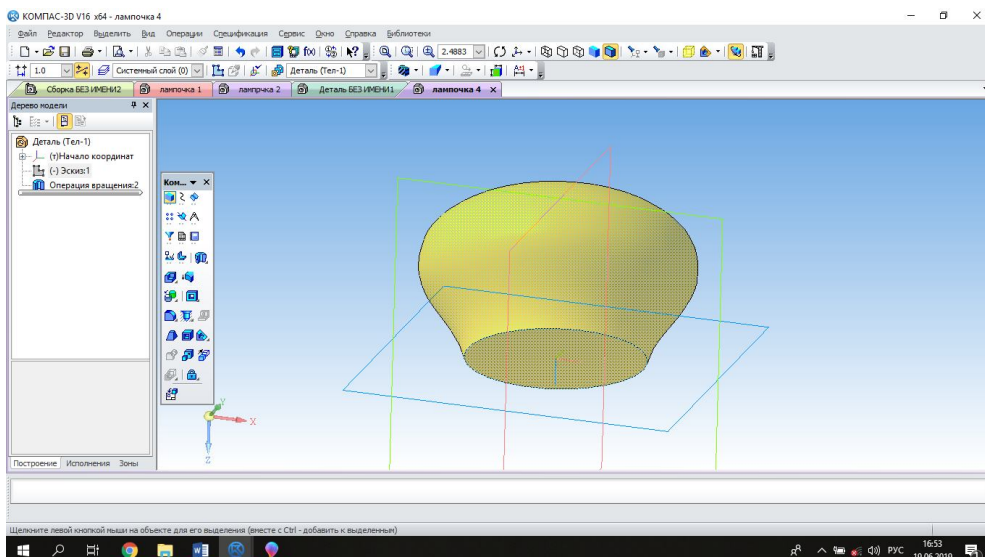 КОМПАС-3D V16 x64 - лампочка 4
Файл Редактор Выделить Вид Операции Спецификация Сервис Окно Справка Библиотеки
2.4883
1.0 Системный слой (0) Деталь (Тел-1)
Сборка БЕЗ ИМЕНИ2 лампочка 1 лампрчка 2 Деталь БЕЗ ИМЕНИ1 лампочка 4
Дерево модели
Деталь (Тел-1)
(т)Начало координат
(-) Эскиз:1
Операция вращения:2
Ком...
Y
X
Z
Построение Исполнения Зоны
Щелкните левой кнопкой мыши на объекте для его выделения (вместе с Ctrl - добавить к выделенным)
РУС
16:53
10.06.2019